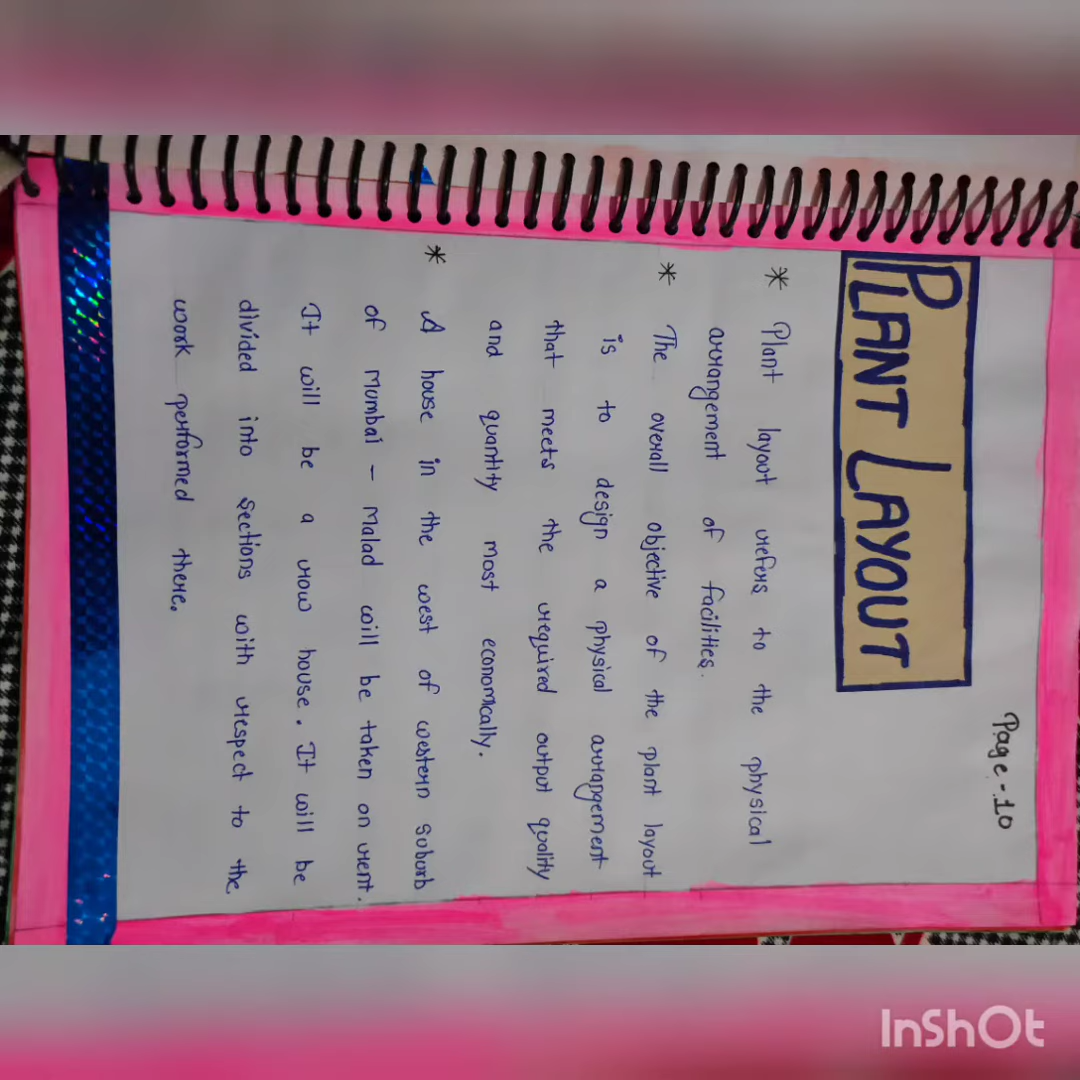 Page - 10
PLANT LAYOUT
* Plant layout refers to the physical
arrangement of facilities.
* The overall objective of the plant layout
is to design a physical arrangement
that meets the required output quality
and quantity most economically.
* A house in the west of western suburb
of Mumbai - Malad will be taken on rent.
It will be a row house. It will be
divided into sections with respect to the
work performed there.
InShOt